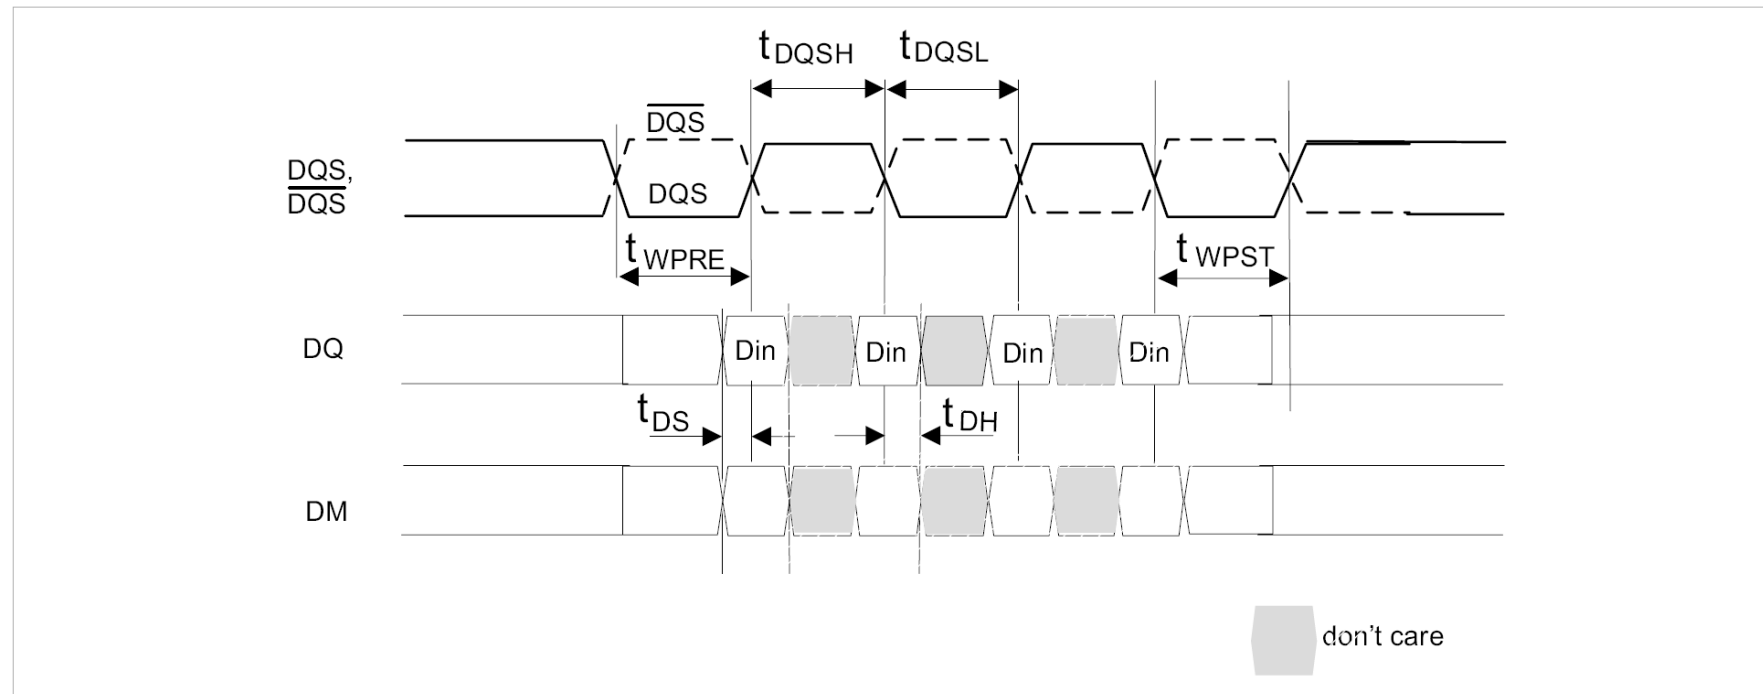 tDQSH tDQSL
DQS
DQS,
DQS
DQS
tWPRE
tWPST
DQ
Din Din Din Din
tDS
tDH
DM
don't care